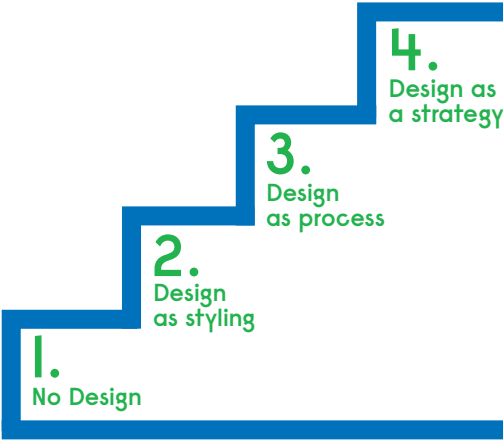 4.
Design as
a strategy
3.
Design
as process
2.
Design
as styling
1.
No Design